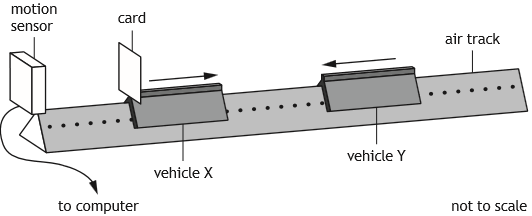 motion
sensor
card
air track
vehicle X
vehicle Y
to computer
not to scale